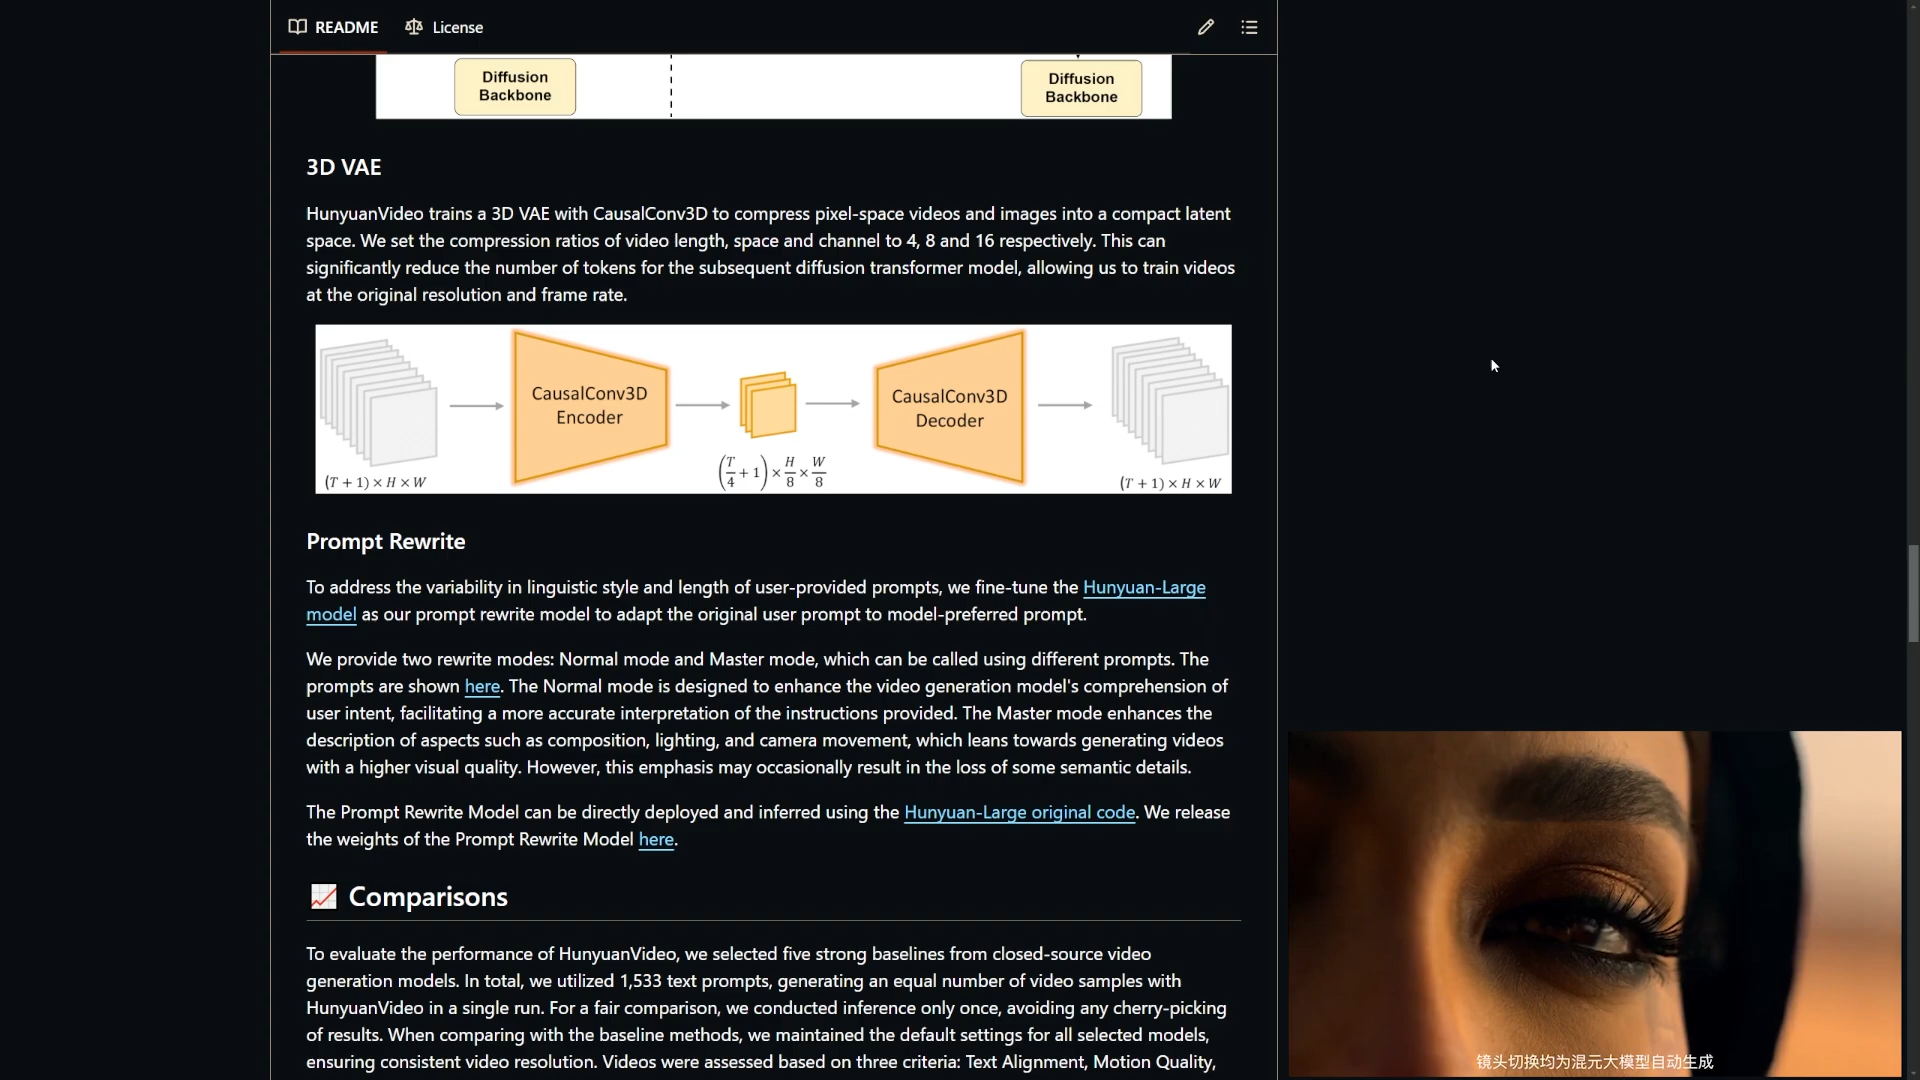 README
License
Diffusion
Backbone
Diffusion
Backbone
3D VAE
HunyuanVideo trains a 3D VAE with CausalConv3D to compress pixel-space videos and images into a compact latent
space. We set the compression ratios of video length, space and channel to 4, 8 and 16 respectively. This can
significantly reduce the number of tokens for the subsequent diffusion transformer model, allowing us to train videos
at the original resolution and frame rate.
CausalConv3D
Encoder
CausalConv3D
Decoder
(T + 1) × H × W
(T/4 + 1) × H/8 × W/8
(T + 1) × H × W
Prompt Rewrite
To address the variability in linguistic style and length of user-provided prompts, we fine-tune the Hunyuan-Large
model as our prompt rewrite model to adapt the original user prompt to model-preferred prompt.
We provide two rewrite modes: Normal mode and Master mode, which can be called using different prompts. The
prompts are shown here. The Normal mode is designed to enhance the video generation model's comprehension of
user intent, facilitating a more accurate interpretation of the instructions provided. The Master mode enhances the
description of aspects such as composition, lighting, and camera movement, which leans towards generating videos
with a higher visual quality. However, this emphasis may occasionally result in the loss of some semantic details.
The Prompt Rewrite Model can be directly deployed and inferred using the Hunyuan-Large original code. We release
the weights of the Prompt Rewrite Model here.
📈 Comparisons
To evaluate the performance of HunyuanVideo, we selected five strong baselines from closed-source video
generation models. In total, we utilized 1,533 text prompts, generating an equal number of video samples with
HunyuanVideo in a single run. For a fair comparison, we conducted inference only once, avoiding any cherry-picking
of results. When comparing with the baseline methods, we maintained the default settings for all selected models,
ensuring consistent video resolution. Videos were assessed based on three criteria: Text Alignment, Motion Quality,
镜头切换均为混元大模型自动生成